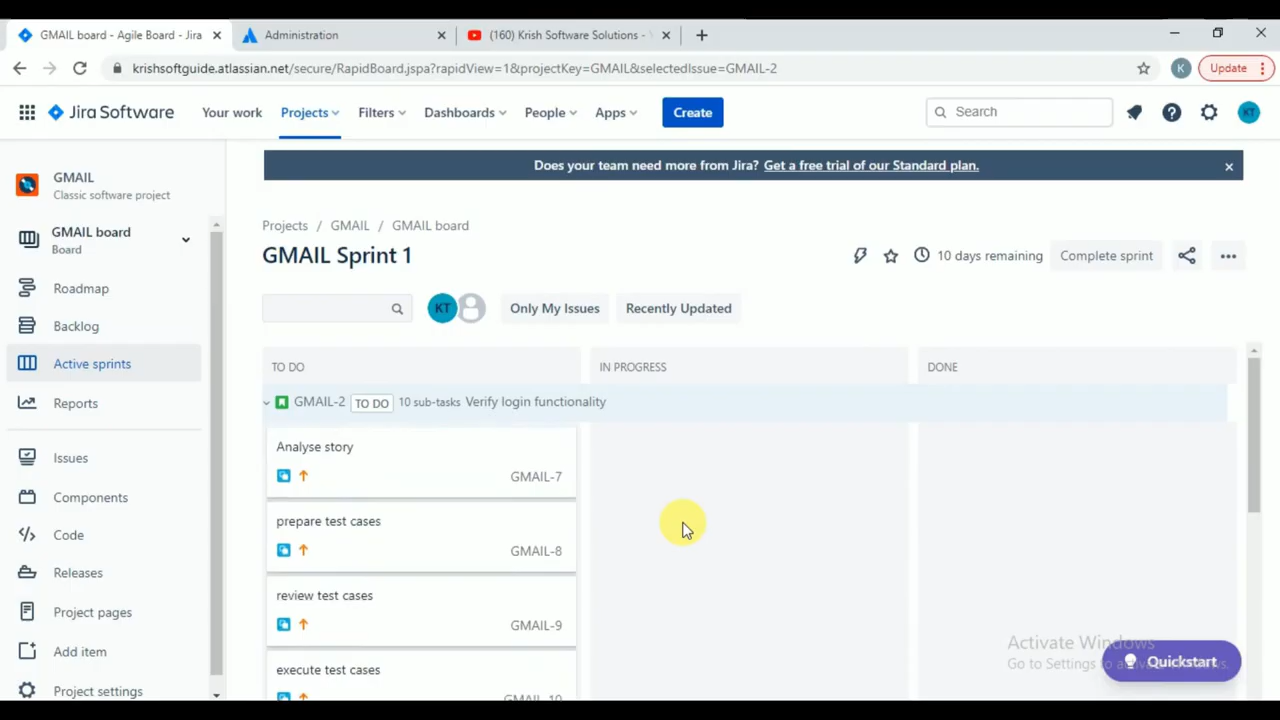 GMAIL board - Agile Board - Jira
Administration
(160) Krish Software Solutions -
krishsoftguide.atlassian.net/secure/RapidBoard.jspa?rapidView=1&projectKey=GMAIL&selectedIssue=GMAIL-2
K
Update
Jira Software
Your work
Projects
Filters
Dashboards
People
Apps
Create
Search
KT
GMAIL
Classic software project
GMAIL board
Board
Roadmap
Backlog
Active sprints
Reports
Issues
Components
Code
Releases
Project pages
Add item
Project settings
Does your team need more from Jira? Get a free trial of our Standard plan.
Projects / GMAIL / GMAIL board
GMAIL Sprint 1
10 days remaining
Complete sprint
KT
Only My Issues
Recently Updated
TO DO
IN PROGRESS
DONE
GMAIL-2 TO DO 10 sub-tasks Verify login functionality
Analyse story
GMAIL-7
prepare test cases
GMAIL-8
review test cases
GMAIL-9
execute test cases
GMAIL-10
Activate Windows
Go to Settings to activate Windows.
Quickstart